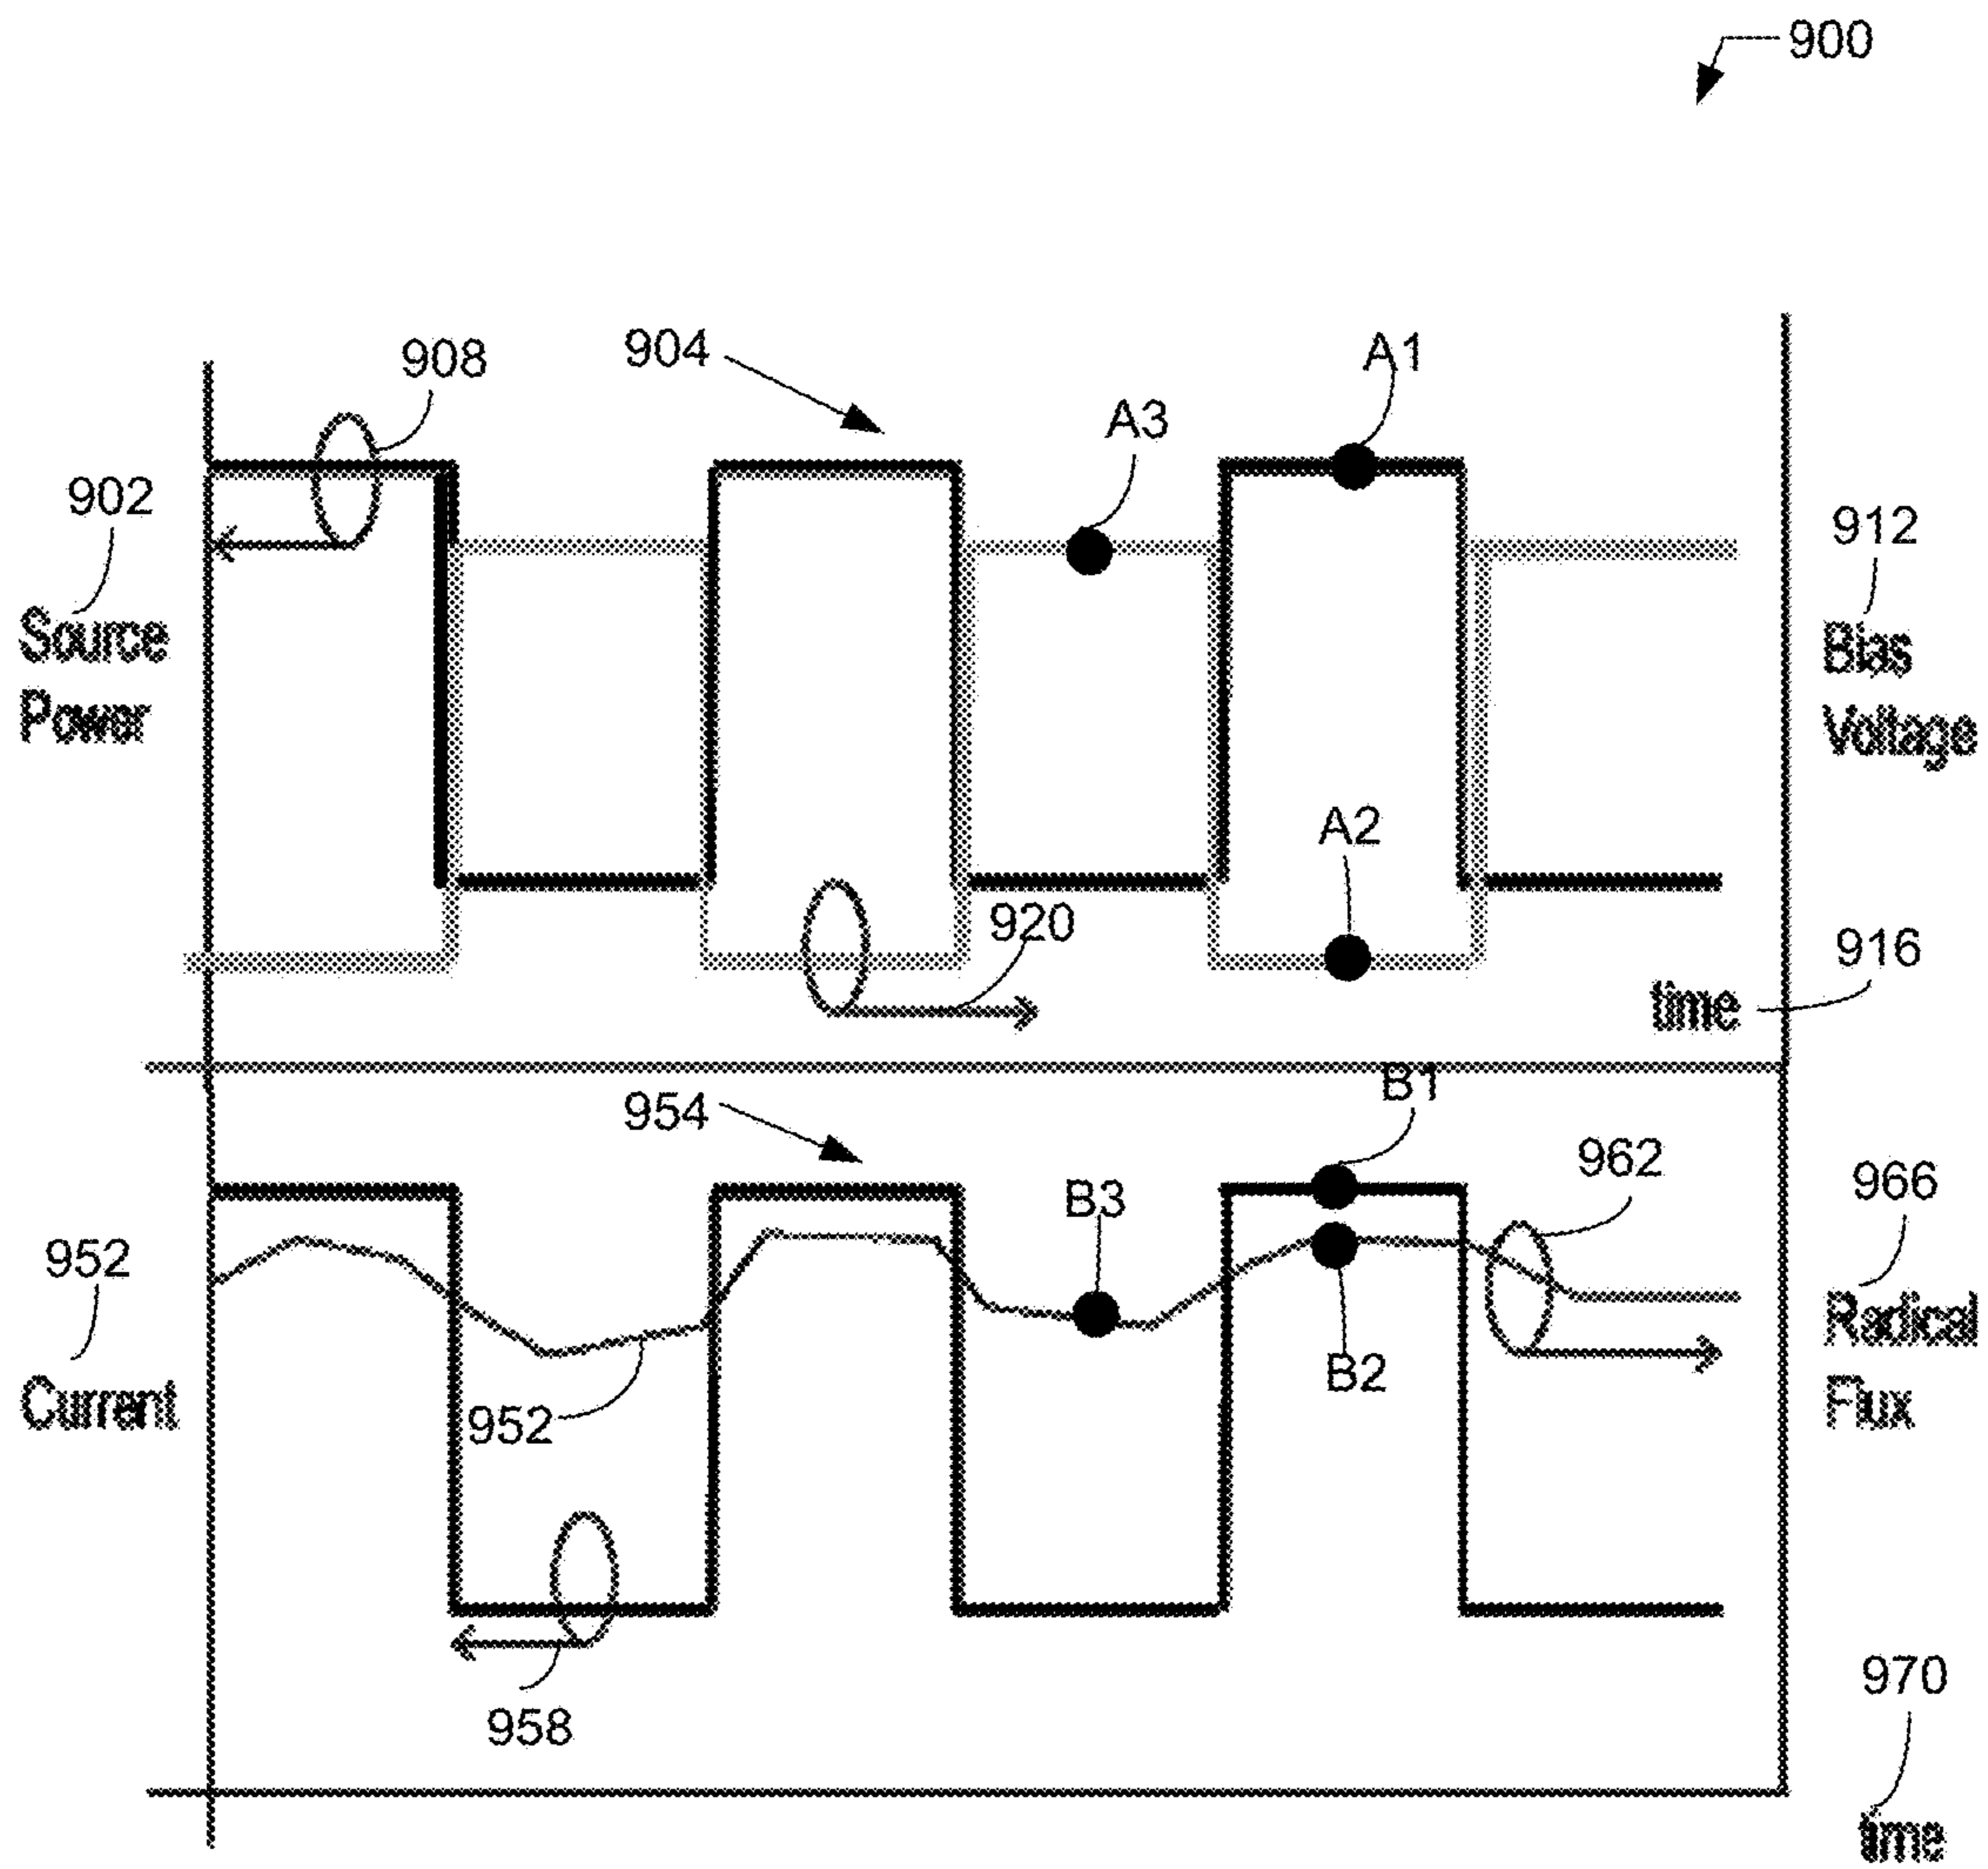 900
908
904
A1
A3
902
912
Source
Power
Bias
Voltage
A2
920
916
time
B1
954
962
B3
966
952
Radical
Flux
B2
Current
952
958
970
time